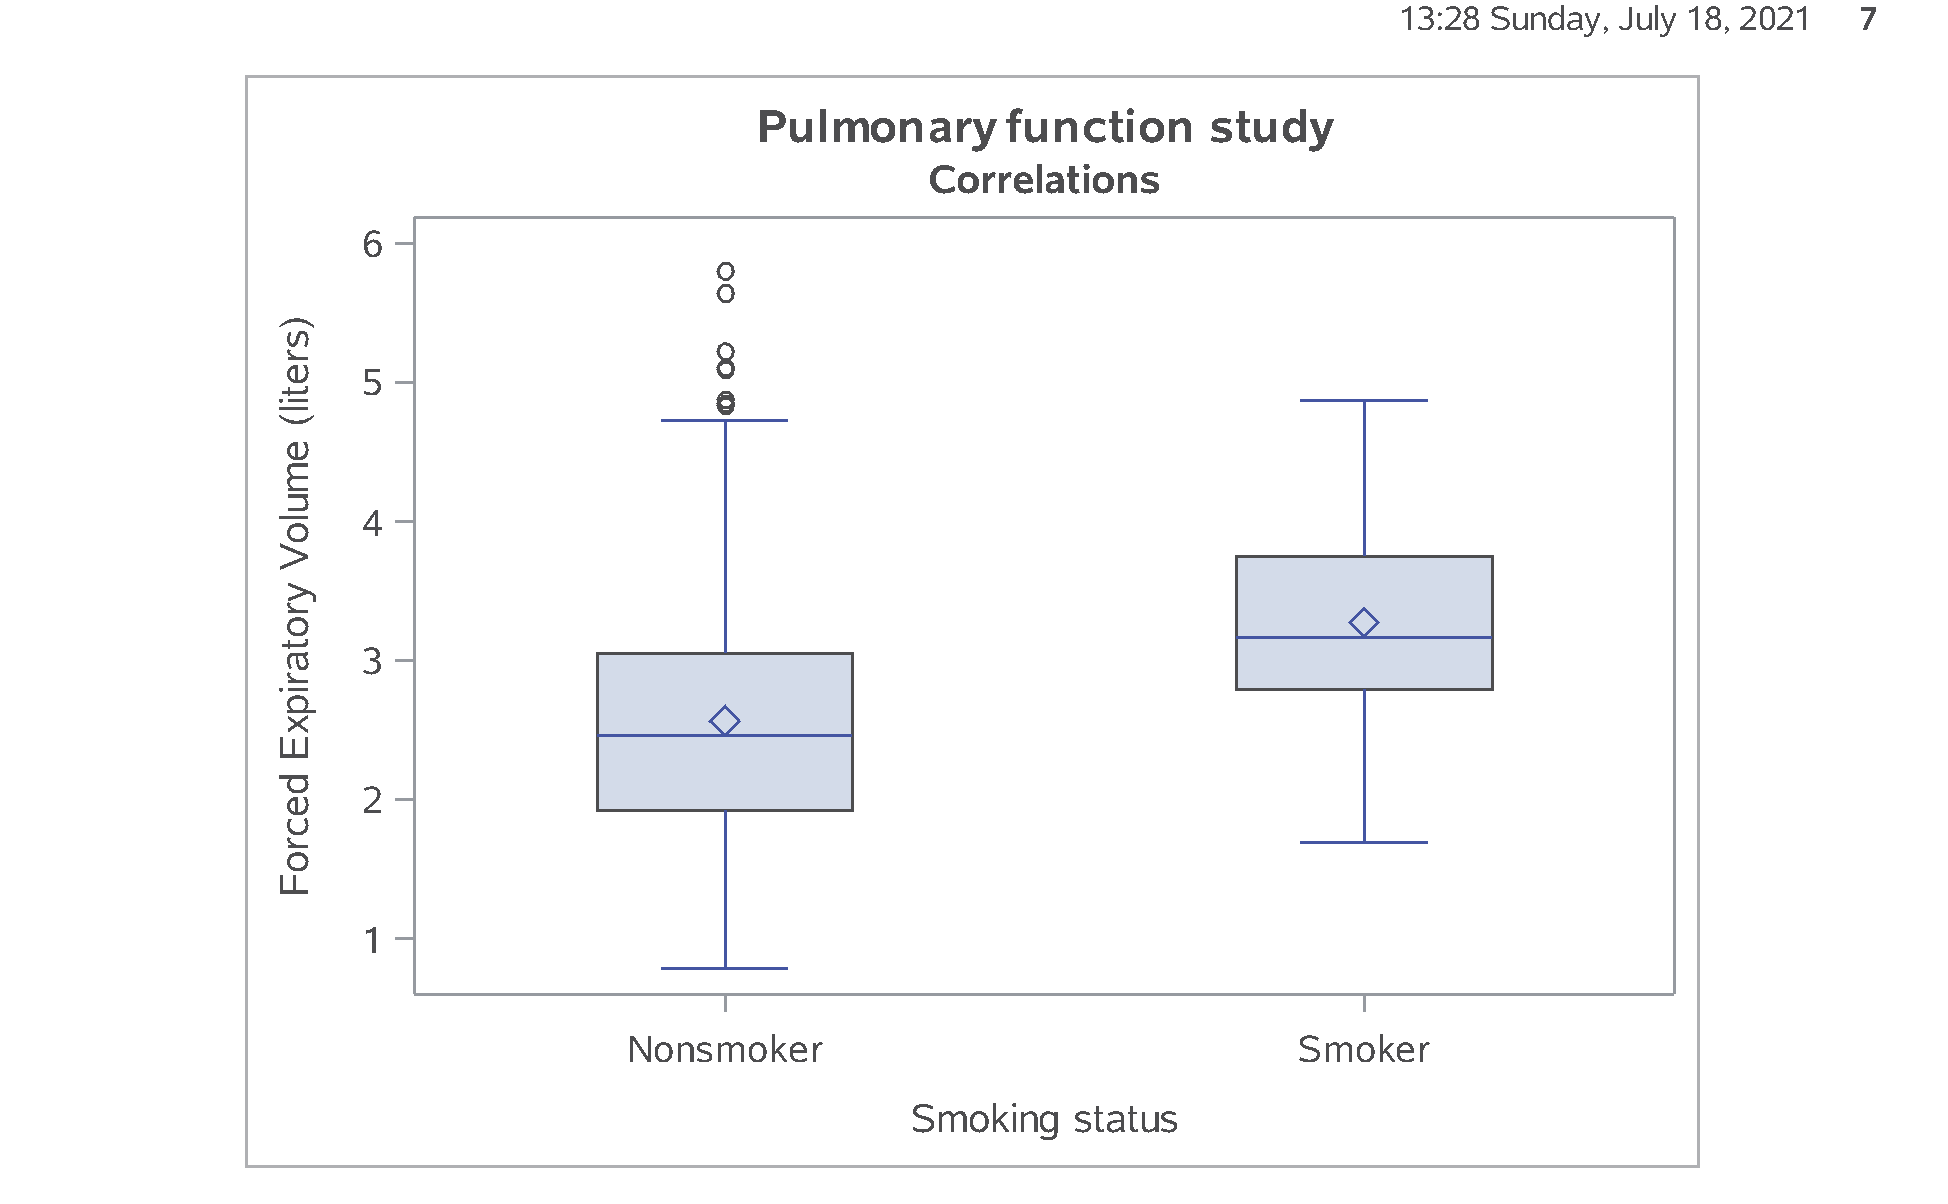 13:28 Sunday, July 18, 2021 7
Pulmonary function study
Correlations
Forced Expiratory Volume (liters)
6
5
4
3
2
1
Nonsmoker Smoker
Smoking status